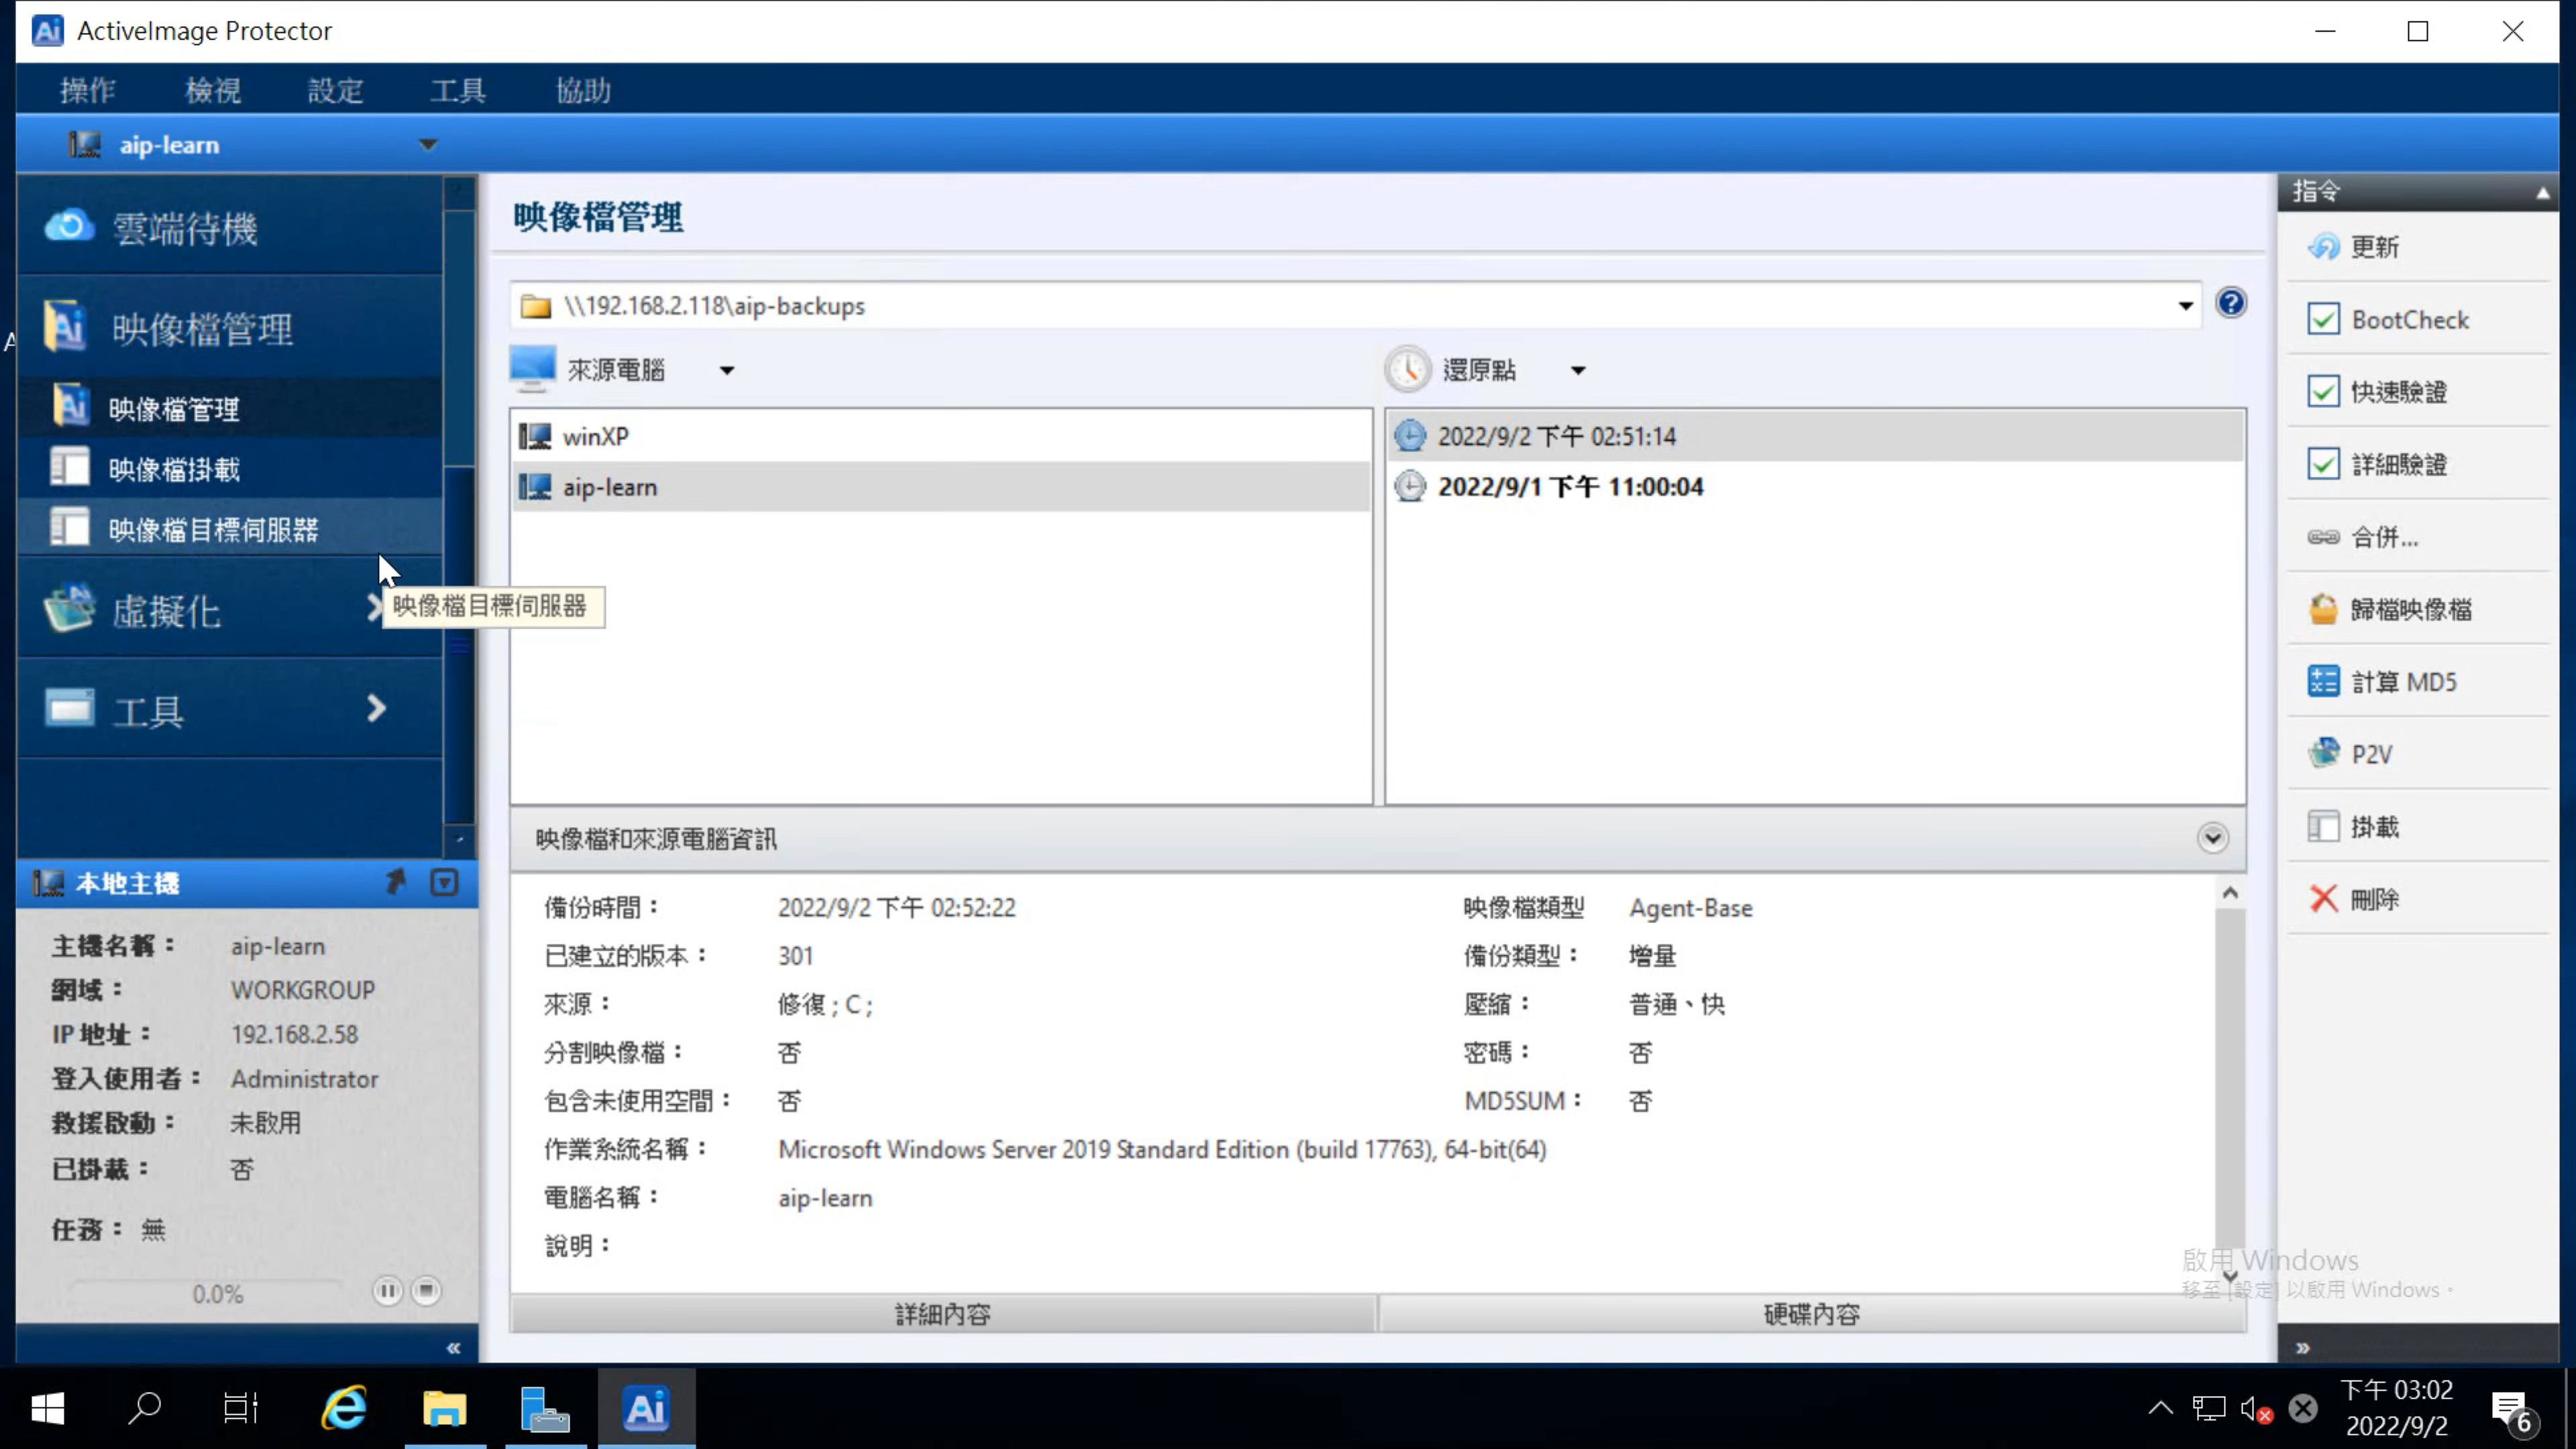 ActiveImage Protector
操作 檢視 設定 工具 協助
aip-learn
雲端待機
映像檔管理
映像檔管理
映像檔掛載
映像檔目標伺服器
虛擬化
映像檔目標伺服器
工具
映像檔管理
\\192.168.2.118\aip-backups
來源電腦
還原點
winXP
aip-learn
2022/9/2 下午 02:51:14
2022/9/1 下午 11:00:04
映像檔和來源電腦資訊
備份時間： 2022/9/2 下午 02:52:22
映像檔類型 Agent-Base
已建立的版本： 301
備份類型： 增量
來源： 修復 ; C ;
壓縮： 普通、快
分割映像檔： 否
密碼： 否
包含未使用空間： 否
MD5SUM： 否
作業系統名稱： Microsoft Windows Server 2019 Standard Edition (build 17763), 64-bit(64)
電腦名稱： aip-learn
說明：
詳細內容
硬碟內容
指令
更新
BootCheck
快速驗證
詳細驗證
合併...
歸檔映像檔
計算 MD5
P2V
掛載
刪除
本地主機
主機名稱： aip-learn
網域： WORKGROUP
IP 地址： 192.168.2.58
登入使用者： Administrator
救援啟動： 未啟用
已掛載： 否
任務： 無
0.0%
啟用 Windows
移至 [設定] 以啟用 Windows。
下午 03:02
2022/9/2
6